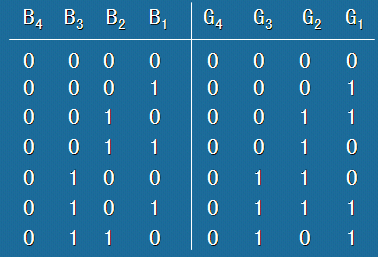 B4 B3 B2 B1 G4 G3 G2 G1
0 0 0 0 0 0 0 0
0 0 0 1 0 0 0 1
0 0 1 0 0 0 1 1
0 0 1 1 0 0 1 0
0 1 0 0 0 1 1 0
0 1 0 1 0 1 1 1
0 1 1 0 0 1 0 1